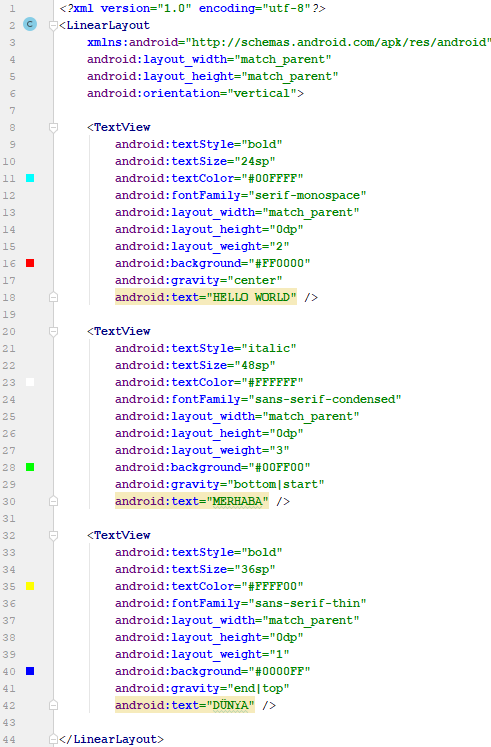 1 <?xml version="1.0" encoding="utf-8"?>
2 C <LinearLayout
3 xmlns:android="http://schemas.android.com/apk/res/android"
4 android:layout_width="match_parent"
5 android:layout_height="match_parent"
6 android:orientation="vertical">
7
8 <TextView
9 android:textStyle="bold"
10 android:textSize="24sp"
11 android:textColor="#00FFFF"
12 android:fontFamily="serif-monospace"
13 android:layout_width="match_parent"
14 android:layout_height="0dp"
15 android:layout_weight="2"
16 android:background="#FF0000"
17 android:gravity="center"
18 android:text="HELLO WORLD" />
19
20 <TextView
21 android:textStyle="italic"
22 android:textSize="48sp"
23 android:textColor="#FFFFFF"
24 android:fontFamily="sans-serif-condensed"
25 android:layout_width="match_parent"
26 android:layout_height="0dp"
27 android:layout_weight="3"
28 android:background="#00FF00"
29 android:gravity="bottom|start"
30 android:text="MERHABA" />
31
32 <TextView
33 android:textStyle="bold"
34 android:textSize="36sp"
35 android:textColor="#FFFF00"
36 android:fontFamily="sans-serif-thin"
37 android:layout_width="match_parent"
38 android:layout_height="0dp"
39 android:layout_weight="1"
40 android:background="#0000FF"
41 android:gravity="end|top"
42 android:text="DÜNYA" />
43
44 </LinearLayout>